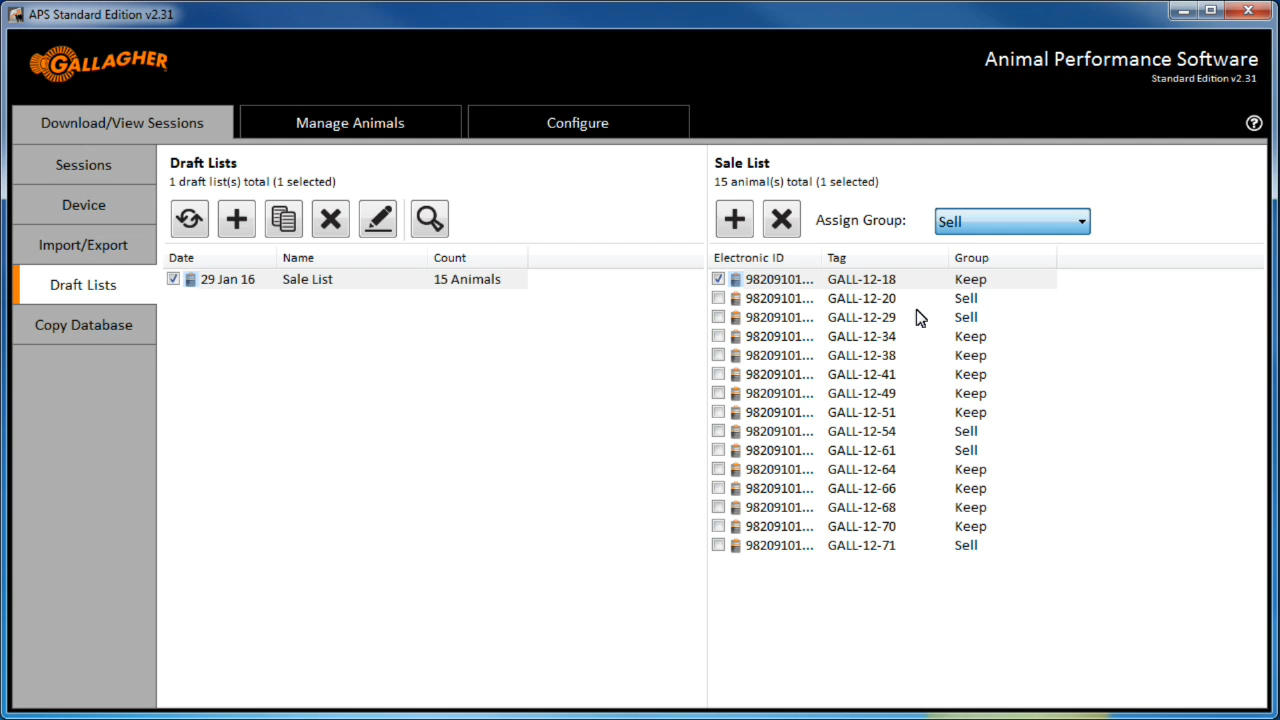 APS Standard Edition v2.31
GALLAGHER
Animal Performance Software
Standard Edition v2.31
Download/View Sessions
Manage Animals
Configure
?
Sessions
Device
Import/Export
Draft Lists
Copy Database
Draft Lists
1 draft list(s) total (1 selected)
Date Name Count
29 Jan 16 Sale List 15 Animals
Sale List
15 animal(s) total (1 selected)
Assign Group: Sell
Electronic ID Tag Group
98209101... GALL-12-18 Keep
98209101... GALL-12-20 Sell
98209101... GALL-12-29 Sell
98209101... GALL-12-34 Keep
98209101... GALL-12-38 Keep
98209101... GALL-12-41 Keep
98209101... GALL-12-49 Keep
98209101... GALL-12-51 Keep
98209101... GALL-12-54 Sell
98209101... GALL-12-61 Sell
98209101... GALL-12-64 Keep
98209101... GALL-12-66 Keep
98209101... GALL-12-68 Keep
98209101... GALL-12-70 Keep
98209101... GALL-12-71 Sell